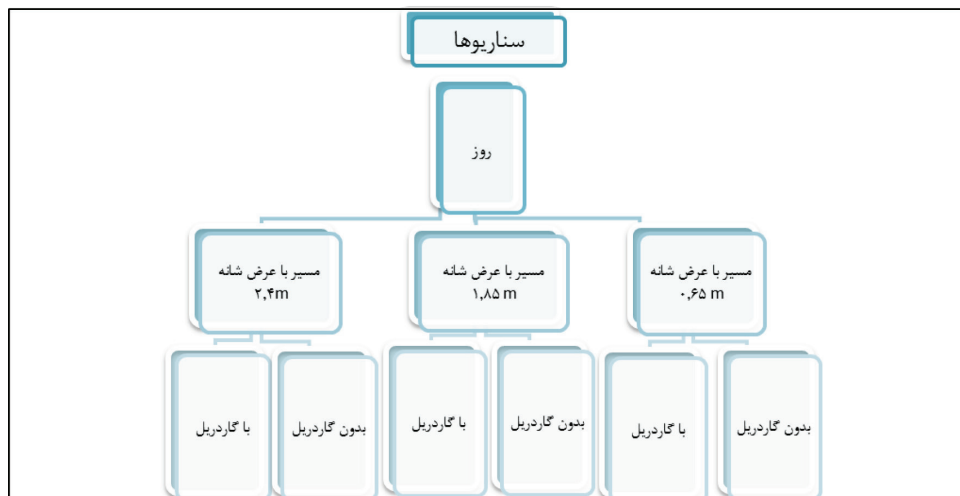 سناریوها
روز
مسیر با عرض شانه
۰,۶۵ m
مسیر با عرض شانه
۱,۸۵ m
مسیر با عرض شانه
۲,۴m
بدون گاردریل
با گاردریل
بدون گاردریل
با گاردریل
بدون گاردریل
با گاردریل